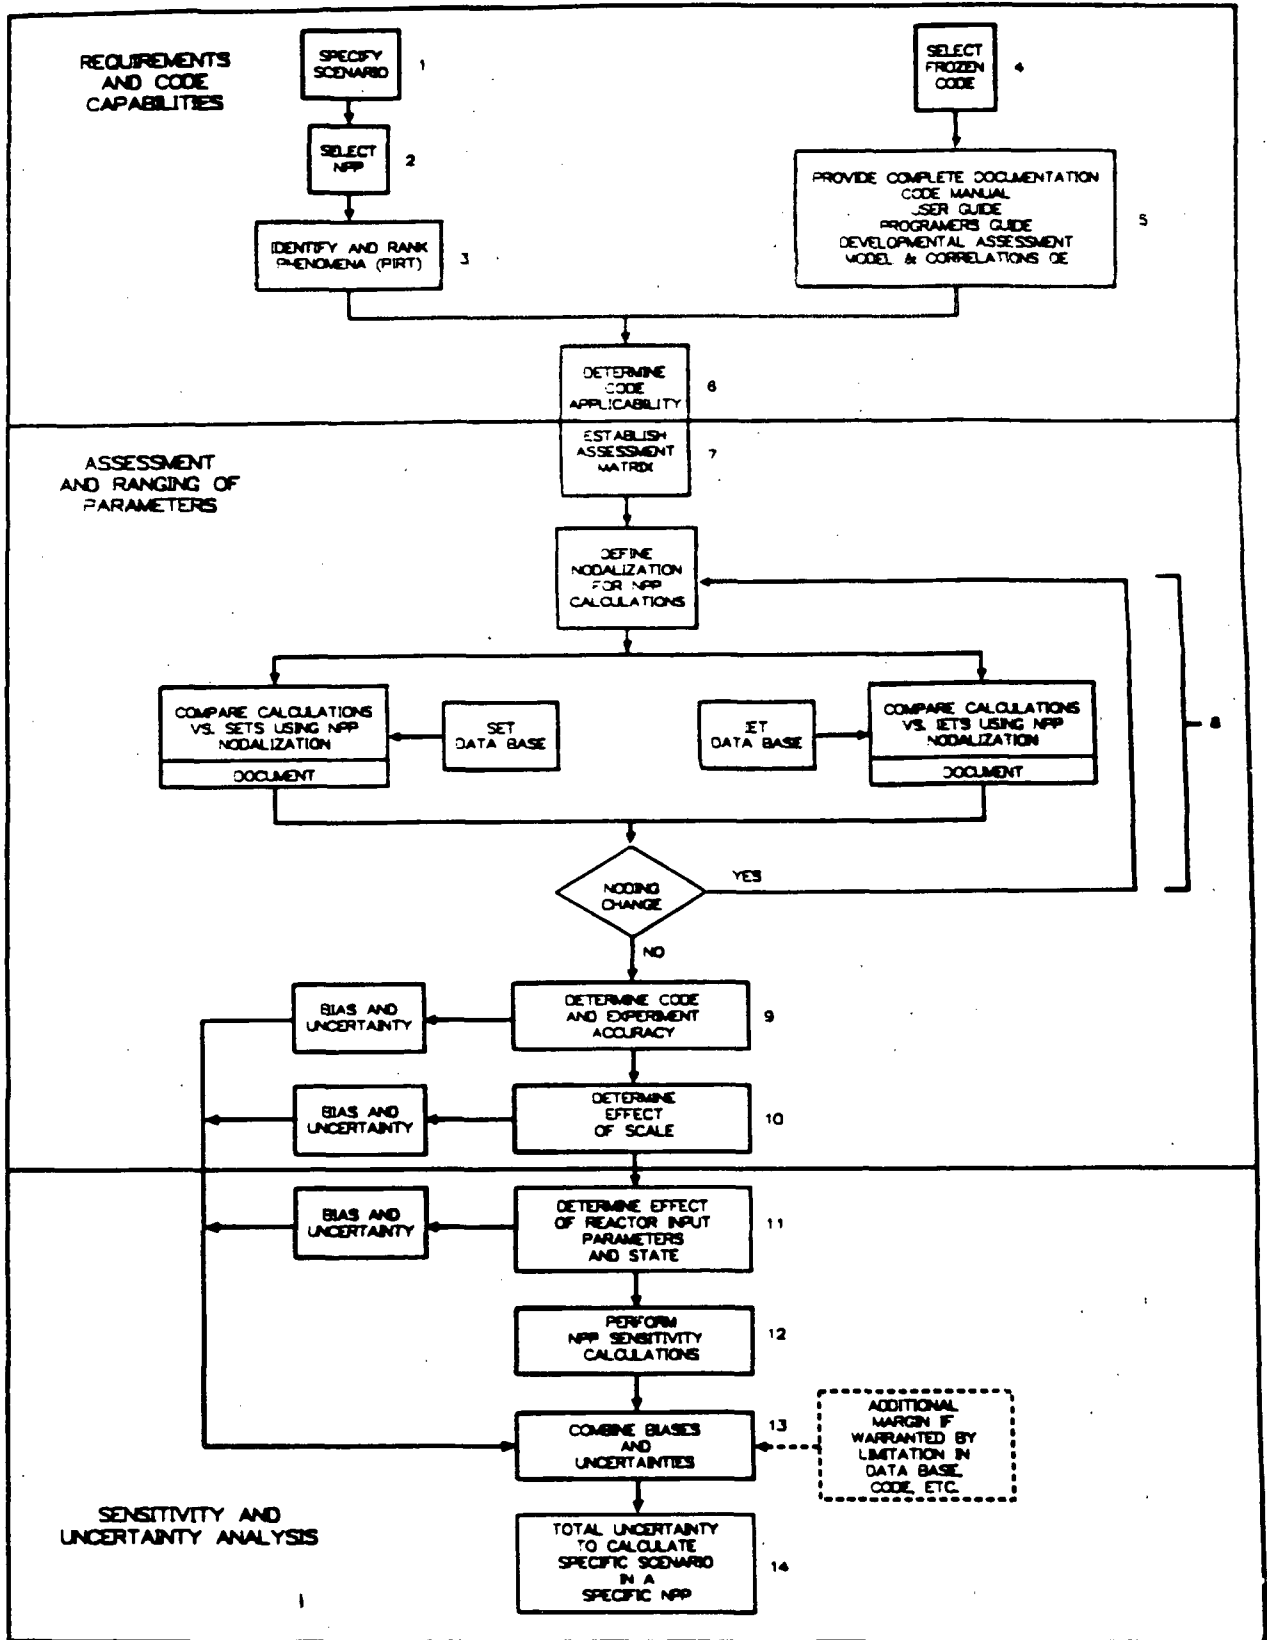 REQUIREMENTS
AND CODE
CAPABILITIES
SPECIFY
SCENARIO
1
SELECT
NPP
2
IDENTIFY AND RANK
PHENOMENA (PIRT)
3
SELECT
FROZEN
CODE
4
PROVIDE COMPLETE DOCUMENTATION
CODE MANUAL
USER GUIDE
PROGRAMERS GUIDE
DEVELOPMENTAL ASSESSMENT
MODEL & CORRELATIONS QE
5
DETERMINE
CODE
APPLICABILITY
6
ASSESSMENT
AND RANGING OF
PARAMETERS
ESTABLISH
ASSESSMENT
MATRIX
7
DEFINE
NODALIZATION
FOR NPP
CALCULATIONS
COMPARE CALCULATIONS
VS. SETS USING NPP
NODALIZATION
DOCUMENT
SET
DATA BASE
IET
DATA BASE
COMPARE CALCULATIONS
VS. IETS USING NPP
NODALIZATION
DOCUMENT
8
NODING
CHANGE
YES
NO
BIAS AND
UNCERTAINTY
DETERMINE CODE
AND EXPERIMENT
ACCURACY
9
BIAS AND
UNCERTAINTY
DETERMINE
EFFECT
OF SCALE
10
BIAS AND
UNCERTAINTY
DETERMINE EFFECT
OF REACTOR INPUT
PARAMETERS
AND STATE
11
PERFORM
NPP SENSITIVITY
CALCULATIONS
12
COMBINE BIASES
AND
UNCERTAINTIES
13
ADDITIONAL
MARGIN IF
WARRANTED BY
LIMITATION IN
DATA BASE,
CODE, ETC.
SENSITIVITY AND
UNCERTAINTY ANALYSIS
TOTAL UNCERTAINTY
TO CALCULATE
SPECIFIC SCENARIO
IN A
SPECIFIC NPP
14